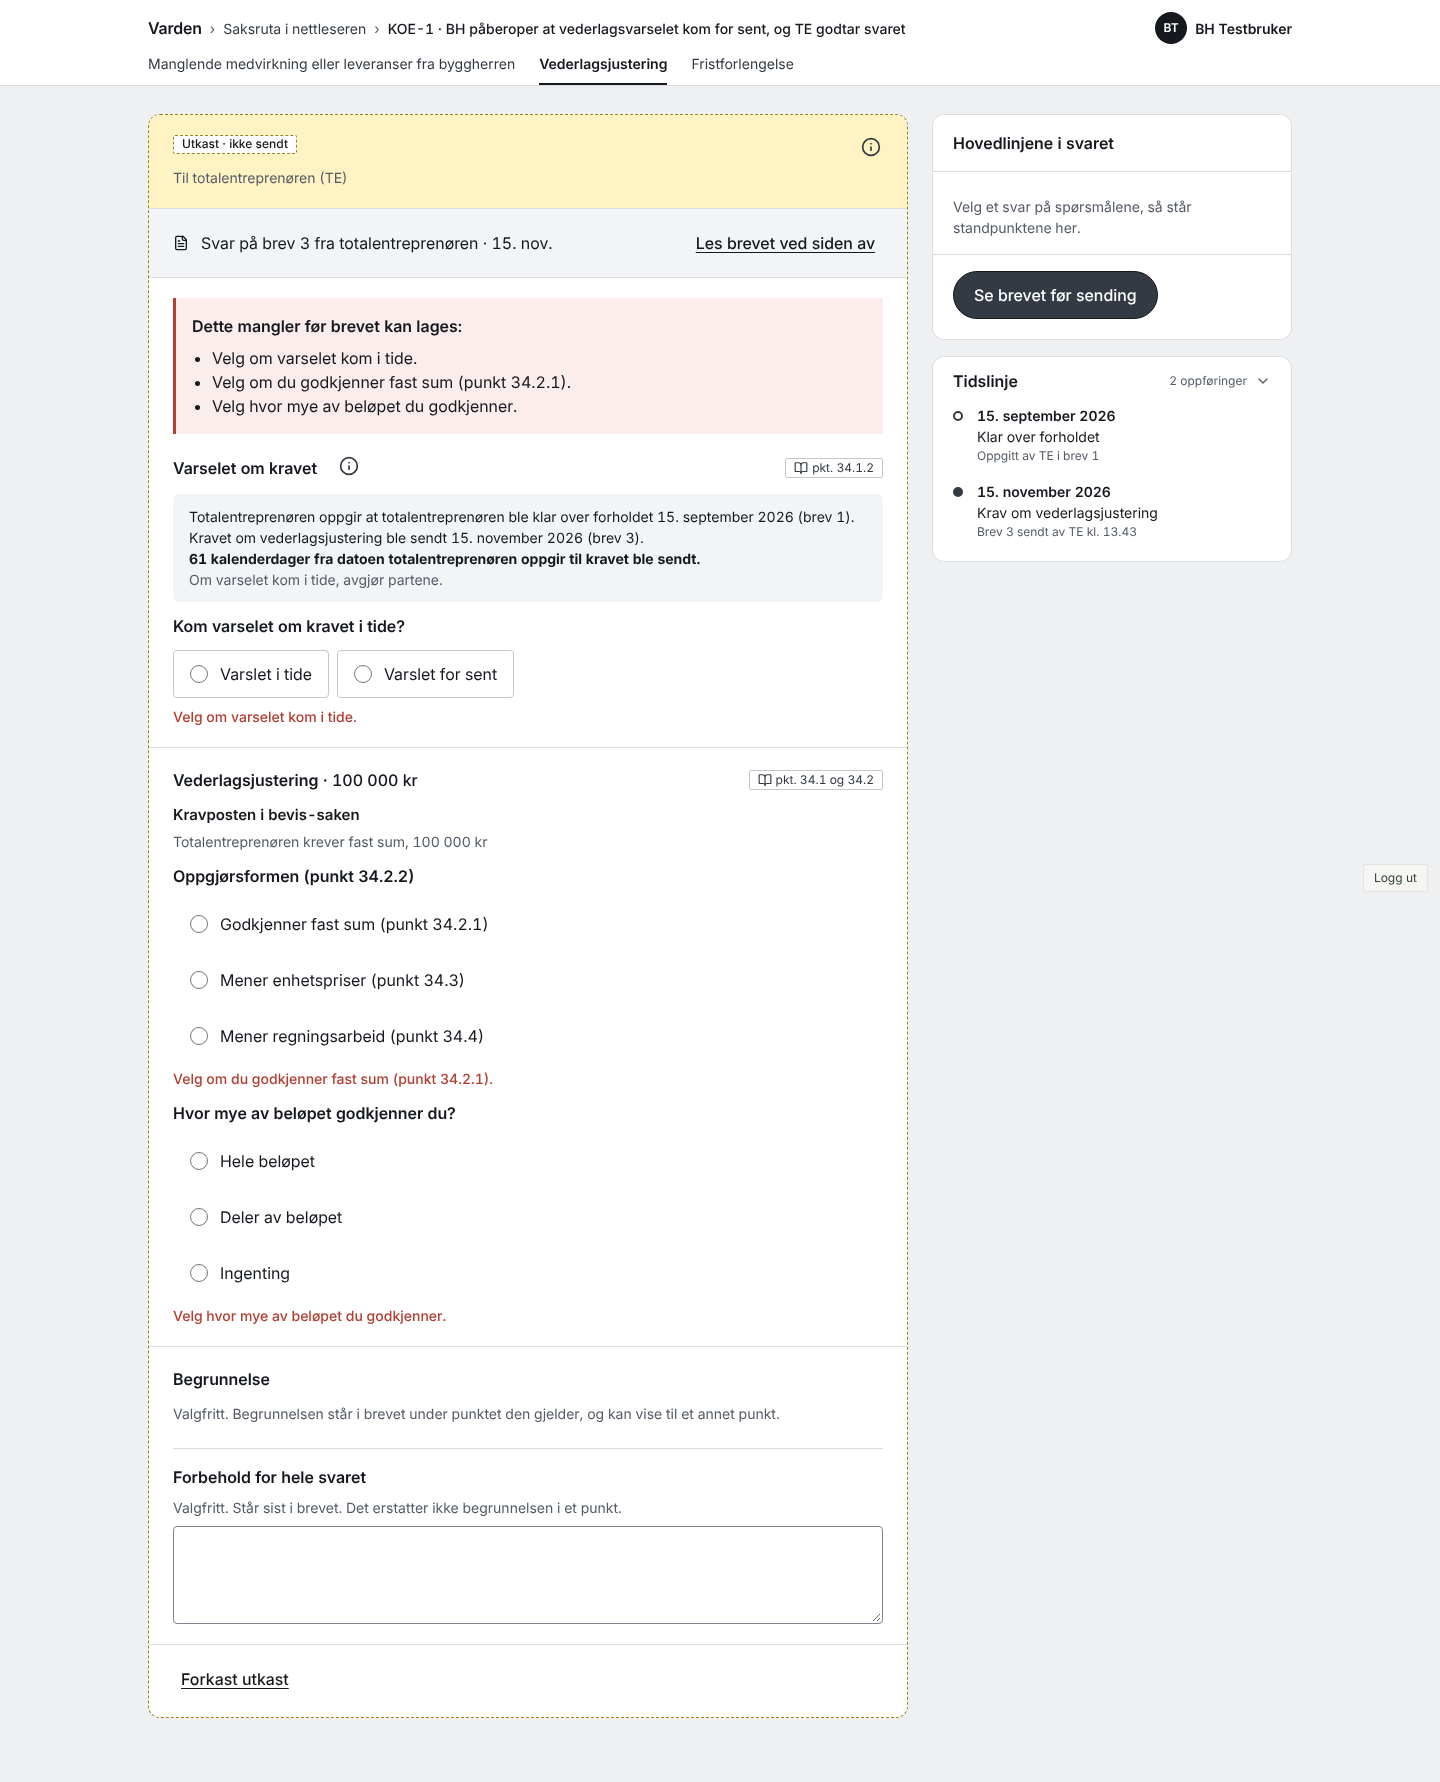 Varden › Saksruta i nettleseren › KOE-1 · BH påberoper at vederlagsvarselet kom for sent, og TE godtar svaret
BT BH Testbruker
Manglende medvirkning eller leveranser fra byggherren Vederlagsjustering Fristforlengelse
Utkast · ikke sendt
Til totalentreprenøren (TE)
Svar på brev 3 fra totalentreprenøren · 15. nov. Les brevet ved siden av
Dette mangler før brevet kan lages:
• Velg om varselet kom i tide.
• Velg om du godkjenner fast sum (punkt 34.2.1).
• Velg hvor mye av beløpet du godkjenner.
Varselet om kravet pkt. 34.1.2
Totalentreprenøren oppgir at totalentreprenøren ble klar over forholdet 15. september 2026 (brev 1).
Kravet om vederlagsjustering ble sendt 15. november 2026 (brev 3).
61 kalenderdager fra datoen totalentreprenøren oppgir til kravet ble sendt.
Om varselet kom i tide, avgjør partene.
Kom varselet om kravet i tide?
Varslet i tide Varslet for sent
Velg om varselet kom i tide.
Vederlagsjustering · 100 000 kr pkt. 34.1 og 34.2
Kravposten i bevis-saken
Totalentreprenøren krever fast sum, 100 000 kr
Oppgjørsformen (punkt 34.2.2)
Godkjenner fast sum (punkt 34.2.1)
Mener enhetspriser (punkt 34.3)
Mener regningsarbeid (punkt 34.4)
Velg om du godkjenner fast sum (punkt 34.2.1).
Hvor mye av beløpet godkjenner du?
Hele beløpet
Deler av beløpet
Ingenting
Velg hvor mye av beløpet du godkjenner.
Begrunnelse
Valgfritt. Begrunnelsen står i brevet under punktet den gjelder, og kan vise til et annet punkt.
Forbehold for hele svaret
Valgfritt. Står sist i brevet. Det erstatter ikke begrunnelsen i et punkt.
Forkast utkast
Hovedlinjene i svaret
Velg et svar på spørsmålene, så står
standpunktene her.
Se brevet før sending
Tidslinje 2 oppføringer
15. september 2026
Klar over forholdet
Oppgitt av TE i brev 1
15. november 2026
Krav om vederlagsjustering
Brev 3 sendt av TE kl. 13.43
Logg ut